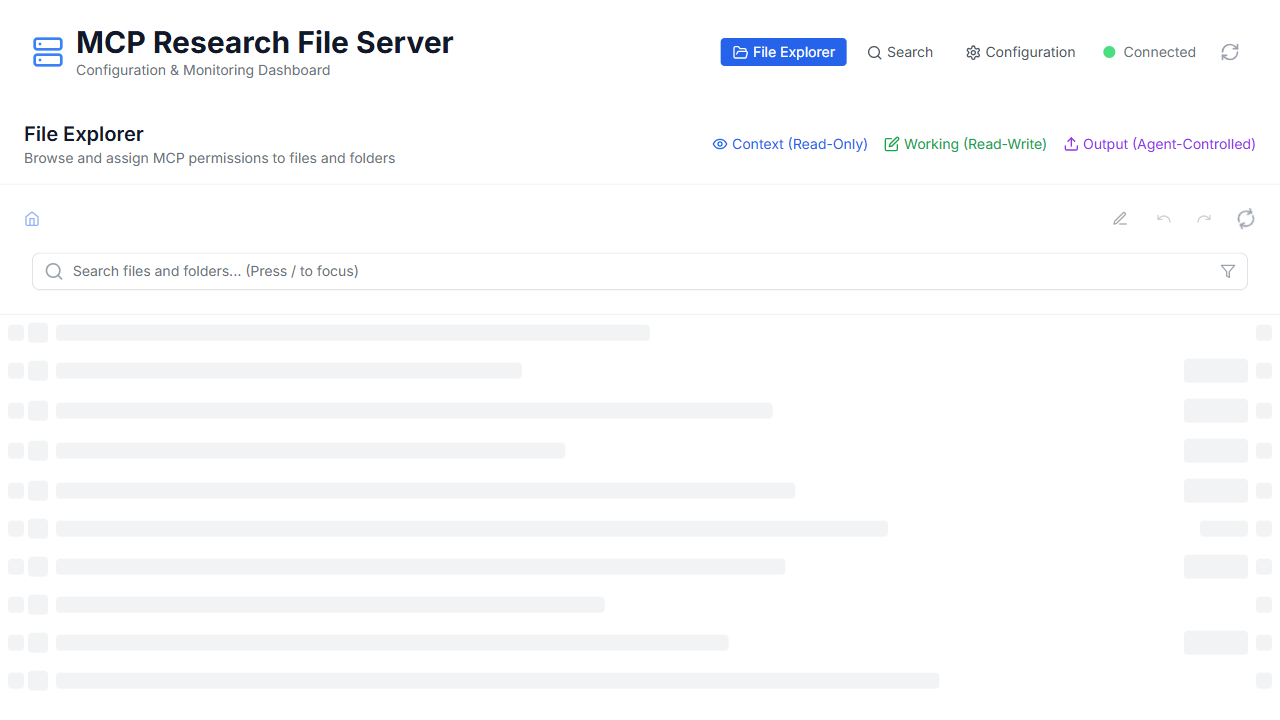 MCP Research File Server
Configuration & Monitoring Dashboard
File Explorer
Search
Configuration
Connected
File Explorer
Browse and assign MCP permissions to files and folders
Context (Read-Only)
Working (Read-Write)
Output (Agent-Controlled)
Search files and folders... (Press / to focus)